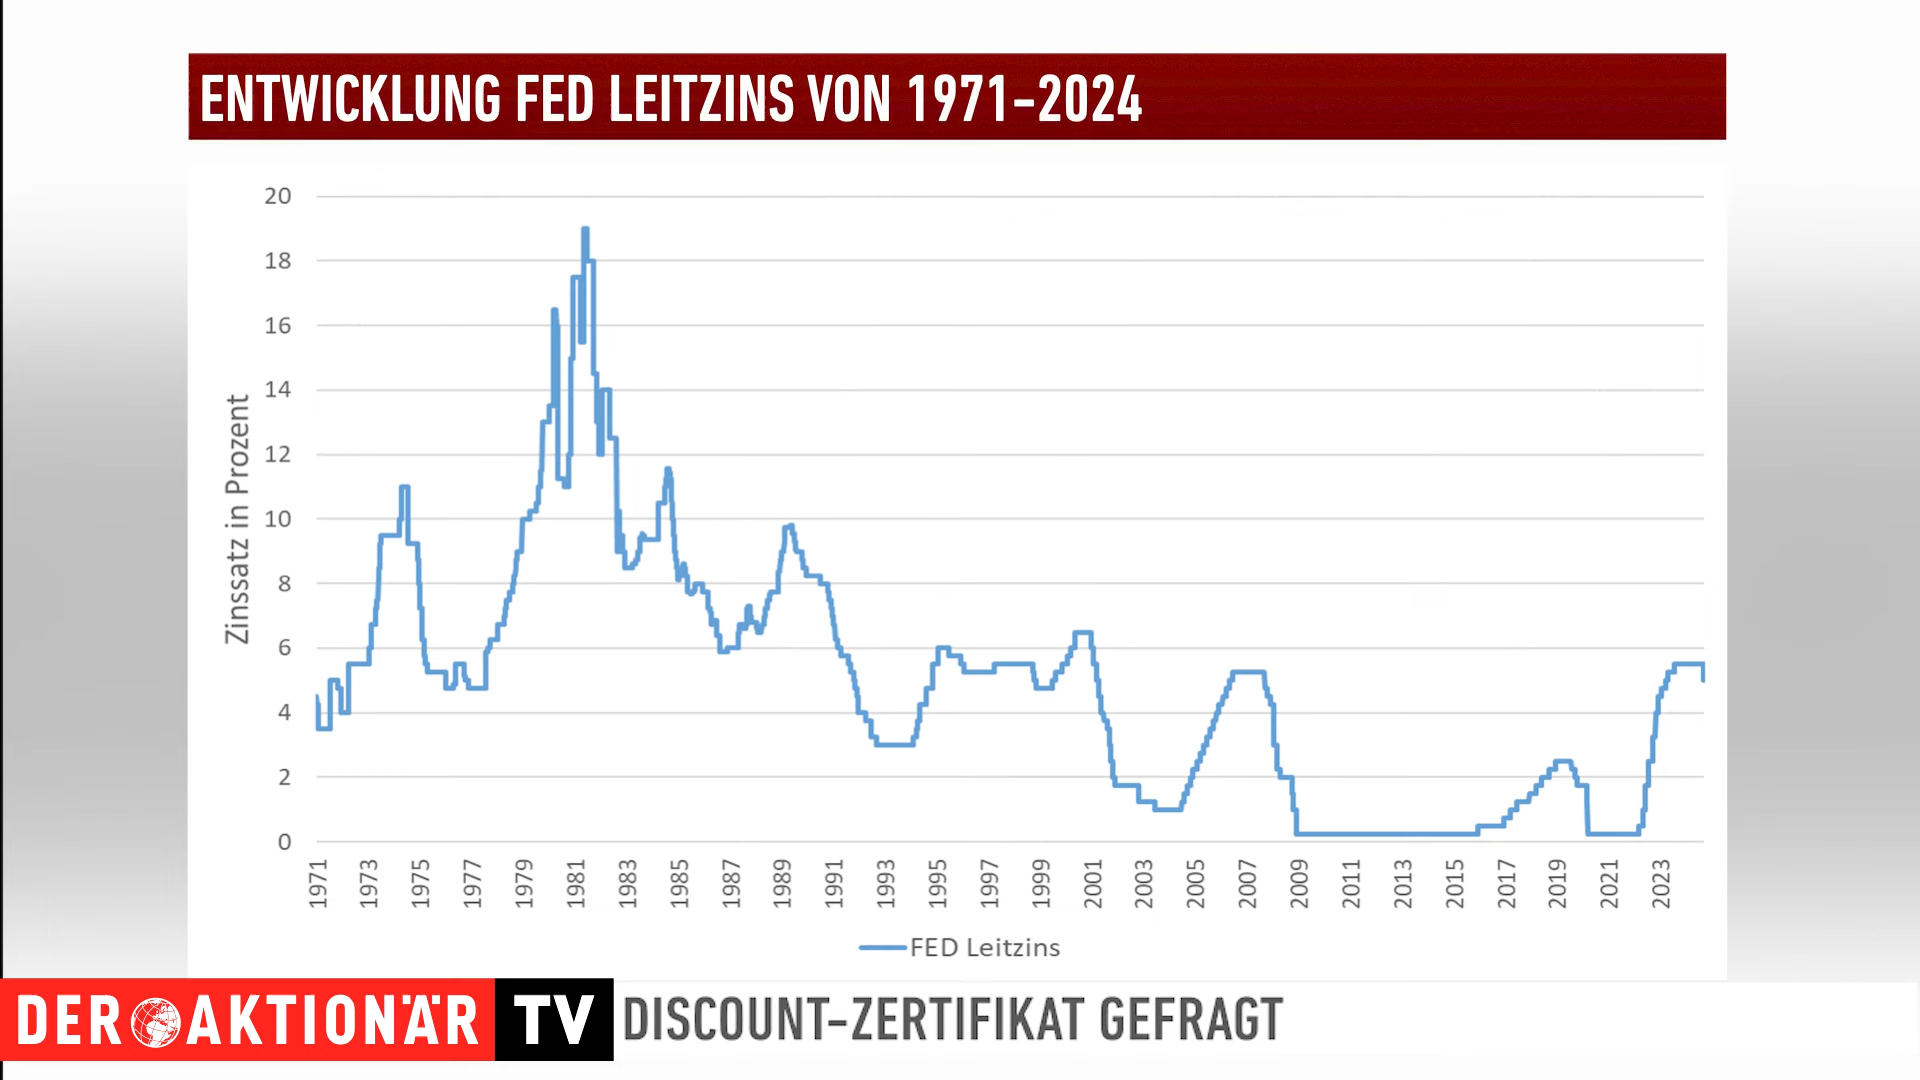 ENTWICKLUNG FED LEITZINS VON 1971-2024
Zinssatz in Prozent
20
18
16
14
12
10
8
6
4
2
0
1971 1973 1975 1977 1979 1981 1983 1985 1987 1989 1991 1993 1995 1997 1999 2001 2003 2005 2007 2009 2011 2013 2015 2017 2019 2021 2023
FED Leitzins
DER AKTIONÄR TV DISCOUNT-ZERTIFIKAT GEFRAGT